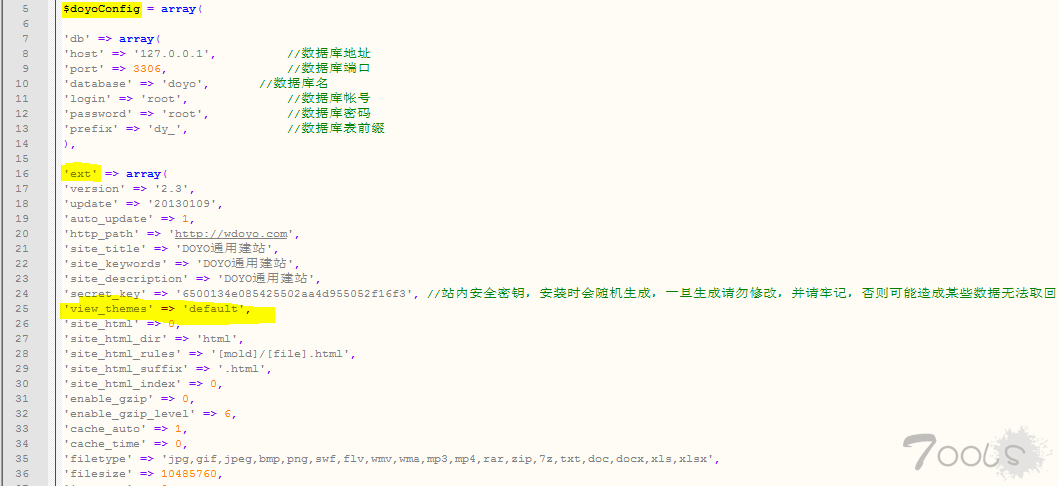 5 $doyoConfig = array(
6
7 'db' => array(
8 'host' => '127.0.0.1', //数据库地址
9 'port' => 3306, //数据库端口
10 'database' => 'doyo', //数据库名
11 'login' => 'root', //数据库帐号
12 'password' => 'root', //数据库密码
13 'prefix' => 'dy_', //数据库表前缀
14 ),
15
16 'ext' => array(
17 'version' => '2.3',
18 'update' => '20130109',
19 'auto_update' => 1,
20 'http_path' => 'http://wdoyo.com',
21 'site_title' => 'DOYO通用建站',
22 'site_keywords' => 'DOYO通用建站',
23 'site_description' => 'DOYO通用建站',
24 'secret_key' => '6500134e085425502aa4d955052f16f3', //站内安全密钥，安装时会随机生成，一旦生成请勿修改，并请牢记，否则可能造成某些数据无法取回
25 'view_themes' => 'default',
26 'site_html' => 0,
27 'site_html_dir' => 'html',
28 'site_html_rules' => '[mold]/[file].html',
29 'site_html_suffix' => '.html',
30 'site_html_index' => 0,
31 'enable_gzip' => 0,
32 'enable_gzip_level' => 6,
33 'cache_auto' => 1,
34 'cache_time' => 0,
35 'filetype' => 'jpg,gif,jpeg,bmp,png,swf,flv,wmv,wma,mp3,mp4,rar,zip,7z,txt,doc,docx,xls,xlsx',
36 'filesize' => 10485760,
7ools